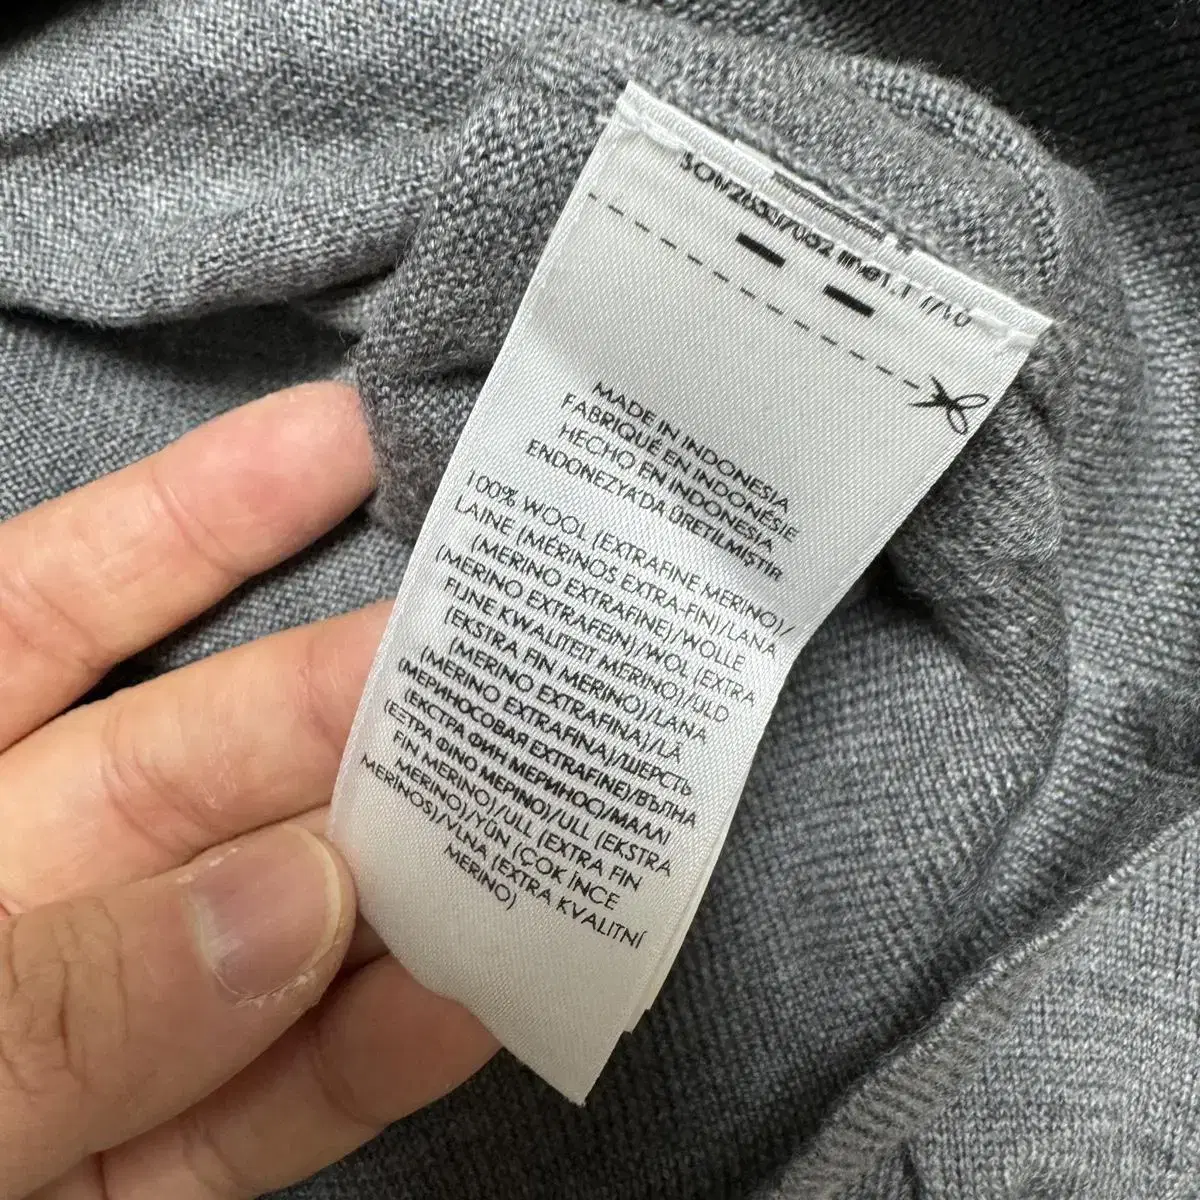 MADE IN INDONESIA
FABRIQUÉ EN INDONÉSIE
HECHO EN INDONESIA
ENDONEZYA'DA ÜRETILMIŞTIR
100% WOOL (EXTRAFINE MERINO)/
LAINE (MÉRINOS EXTRA-FIN)/LANA
(MERINO EXTRAFINE)/WOLLE
(MERINO EXTRAFEIN)/WOL (EXTRA
FIJNE KWALITEIT MERINO)/ULD
(EKSTRA FIN MERINO)/LANA
(MERINO EXTRAFINA)/LÃ
(MERINO EXTRAFINA)/ШЕРСТЬ
(МЕРИНОСОВАЯ EXTRAFINE)/ВЪЛНА
(ЕКСТРА ФИН МЕРИНОС)/ΜΑΛΛΙ
(ΕΞΤΡΑ ΦΙΝΟ ΜΕΡΙΝΟ)/ULL (EKSTRA
FIN MERINO)/ULL (EXTRA FIN
MERINO)/YÜN (ÇOK İNCE
MERINOS)/VLNA (EXTRA KVALITNÍ
MERINO)